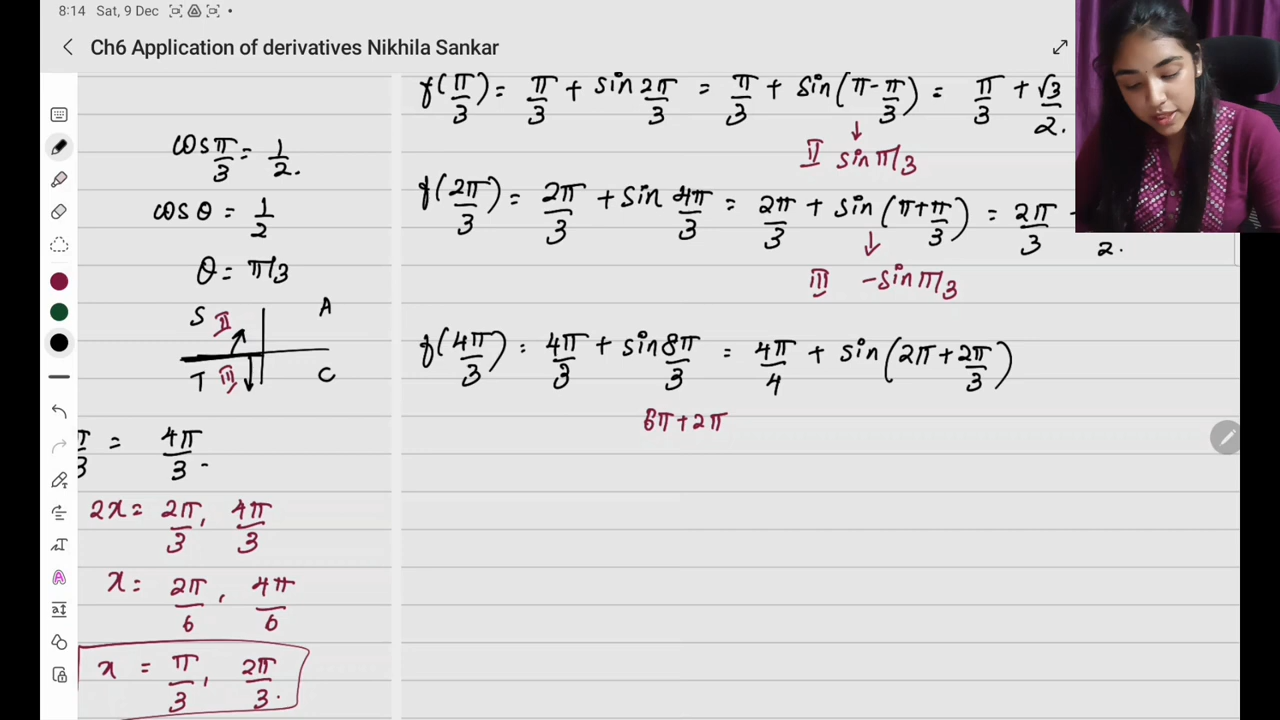 8:14 Sat, 9 Dec
Ch6 Application of derivatives Nikhila Sankar
cos π/3 = 1/2.
cos θ = 1/2
θ = π/3
S II A
T III C
π/3 = 4π/3.
2x = 2π/3, 4π/3
x = 2π/6, 4π/6
x = π/3, 2π/3.
f(π/3) = π/3 + sin 2π/3 = π/3 + sin(π-π/3) = π/3 + √3/2.
II sin π/3
f(2π/3) = 2π/3 + sin 4π/3 = 2π/3 + sin(π+π/3) = 2π/3 - 2.
III -sin π/3
f(4π/3) = 4π/3 + sin 8π/3 = 4π/4 + sin(2π + 2π/3)
6π+2π